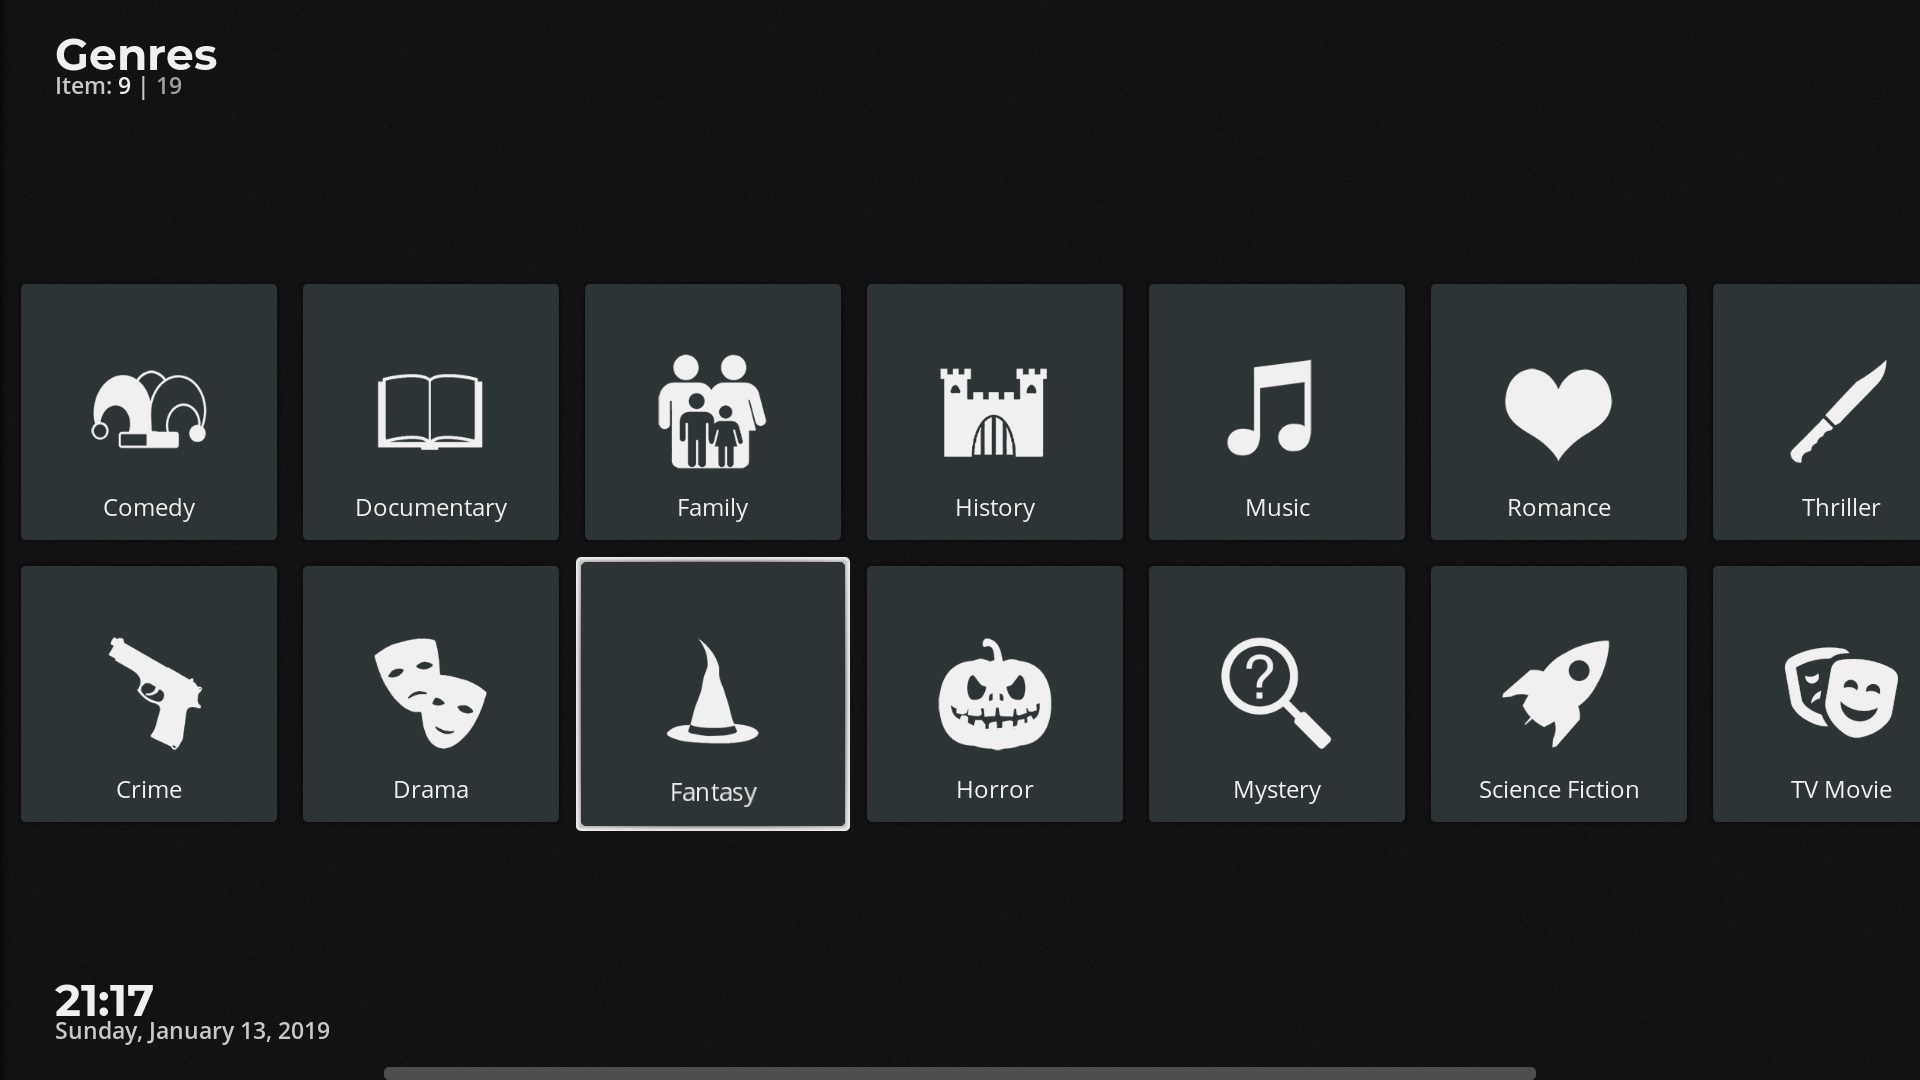 Genres
Item: 9 | 19
Comedy
Documentary
Family
History
Music
Romance
Thriller
Crime
Drama
Fantasy
Horror
?
Mystery
Science Fiction
TV Movie
21:17
Sunday, January 13, 2019